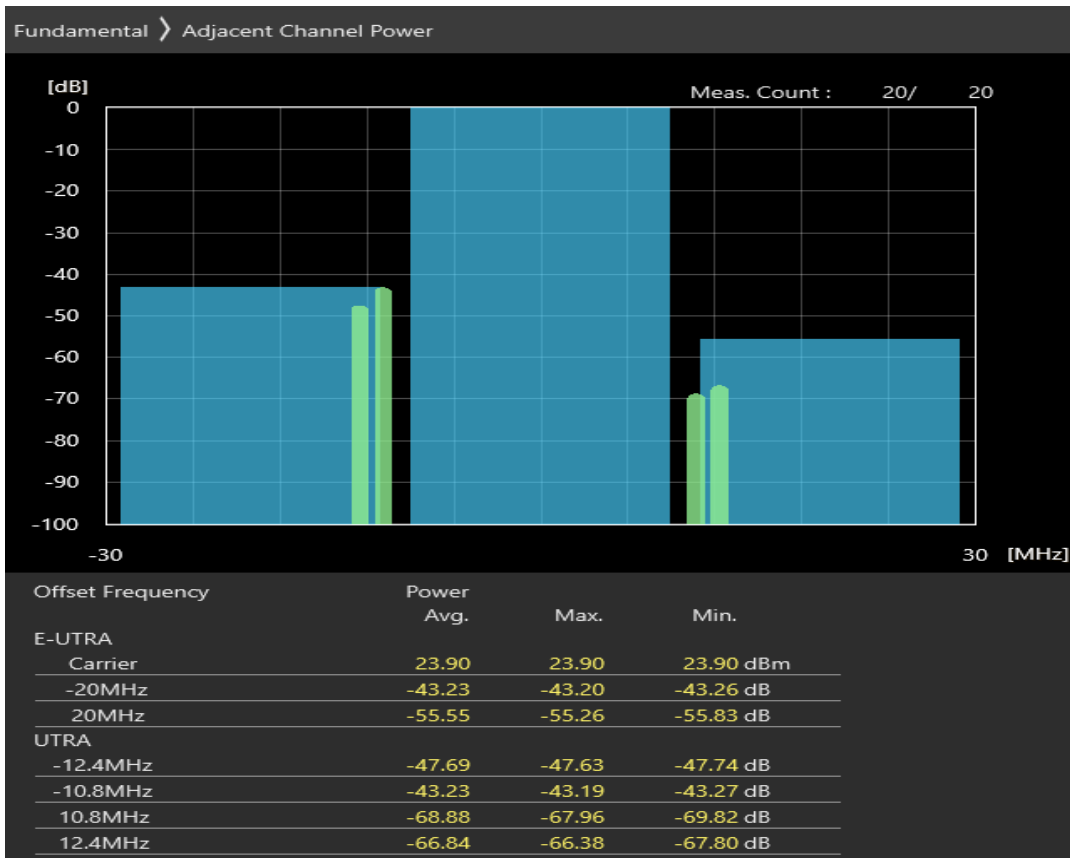 Fundamental 〉 Adjacent Channel Power
[dB]
Meas. Count : 20/ 20
0
-10
-20
-30
-40
-50
-60
-70
-80
-90
-100
-30 30 [MHz]
Offset Frequency Power
Avg. Max. Min.
E-UTRA
Carrier 23.90 23.90 23.90 dBm
-20MHz -43.23 -43.20 -43.26 dB
20MHz -55.55 -55.26 -55.83 dB
UTRA
-12.4MHz -47.69 -47.63 -47.74 dB
-10.8MHz -43.23 -43.19 -43.27 dB
10.8MHz -68.88 -67.96 -69.82 dB
12.4MHz -66.84 -66.38 -67.80 dB